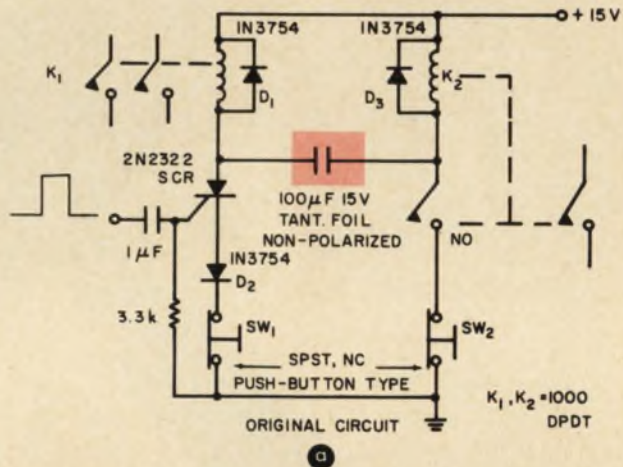 IN3754
IN3754
+ 15V
K1
D1
D3
K2
2N2322
SCR
100µF 15V
TANT. FOIL
NON-POLARIZED
1µF
NO
IN3754
D2
3.3k
SW1
SW2
SPST, NC
PUSH-BUTTON TYPE
K1, K2 = 1000
DPDT
ORIGINAL CIRCUIT
a